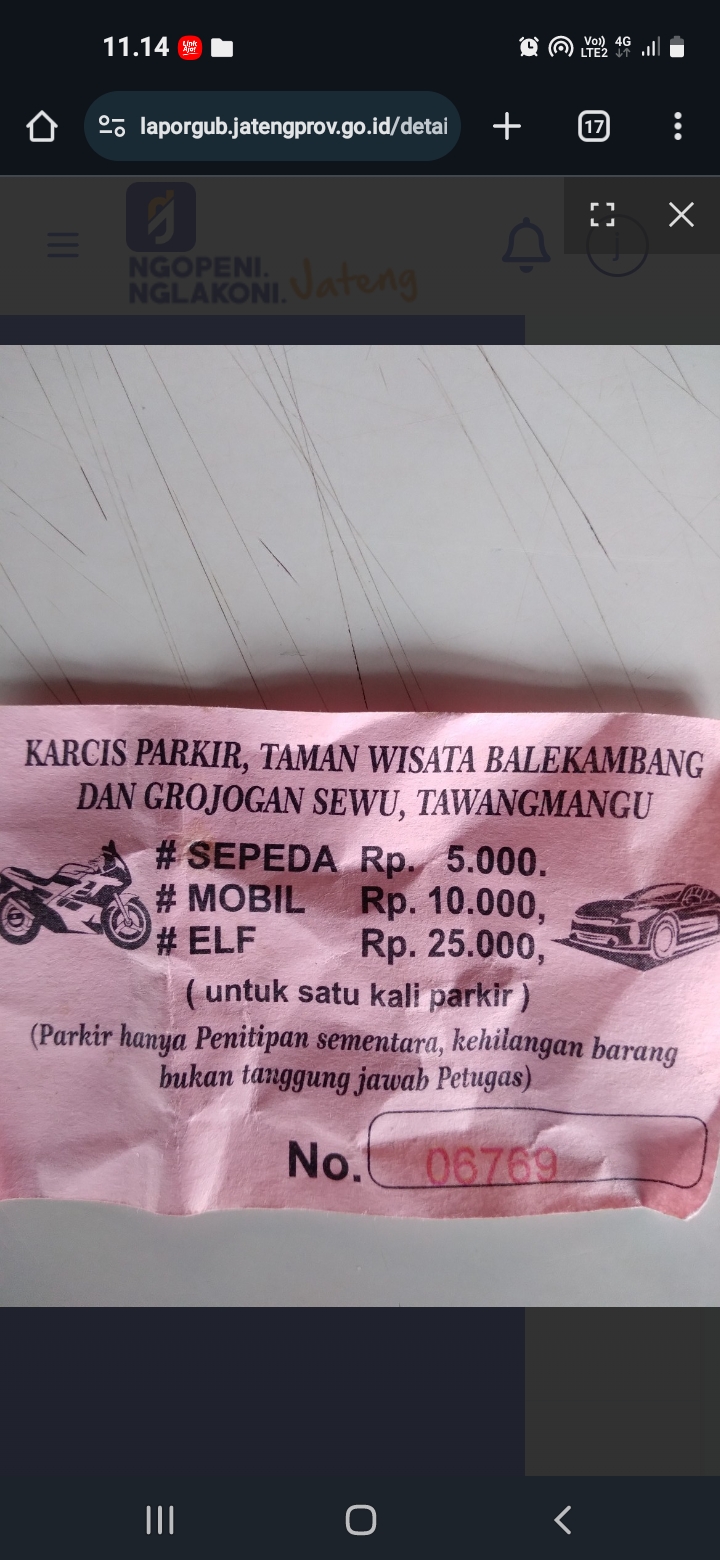 11.14
Link Aja!
Vo)) 4G
LTE2
laporgub.jatengprov.go.id/detai
17
j
NGOPENI.
NGLAKONI. Jateng
KARCIS PARKIR, TAMAN WISATA BALEKAMBANG
DAN GROJOGAN SEWU, TAWANGMANGU
# SEPEDA Rp. 5.000.
# MOBIL Rp. 10.000,
# ELF Rp. 25.000,
( untuk satu kali parkir )
(Parkir hanya Penitipan sementara, kehilangan barang
bukan tanggung jawab Petugas)
No. 06769